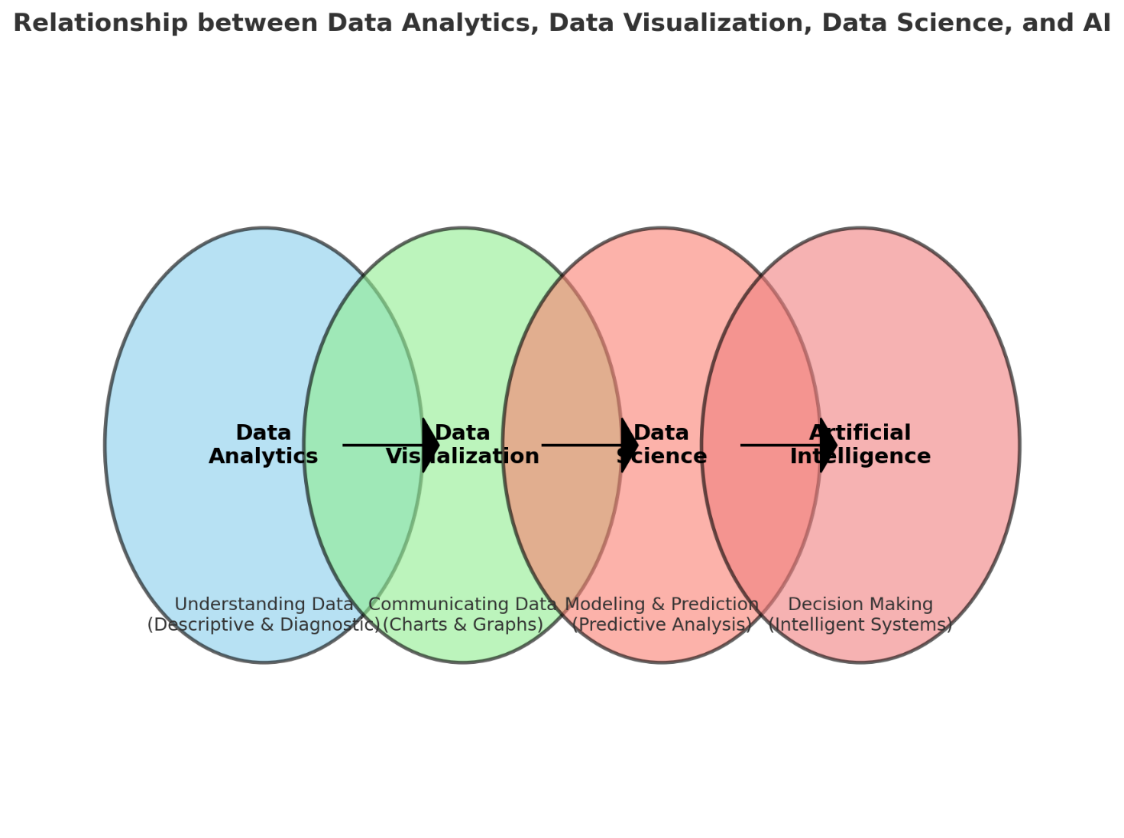 Relationship between Data Analytics, Data Visualization, Data Science, and AI
Data
Analytics
Data
Visualization
Data
Science
Artificial
Intelligence
Understanding Data
(Descriptive & Diagnostic)
Communicating Data
(Charts & Graphs)
Modeling & Prediction
(Predictive Analysis)
Decision Making
(Intelligent Systems)